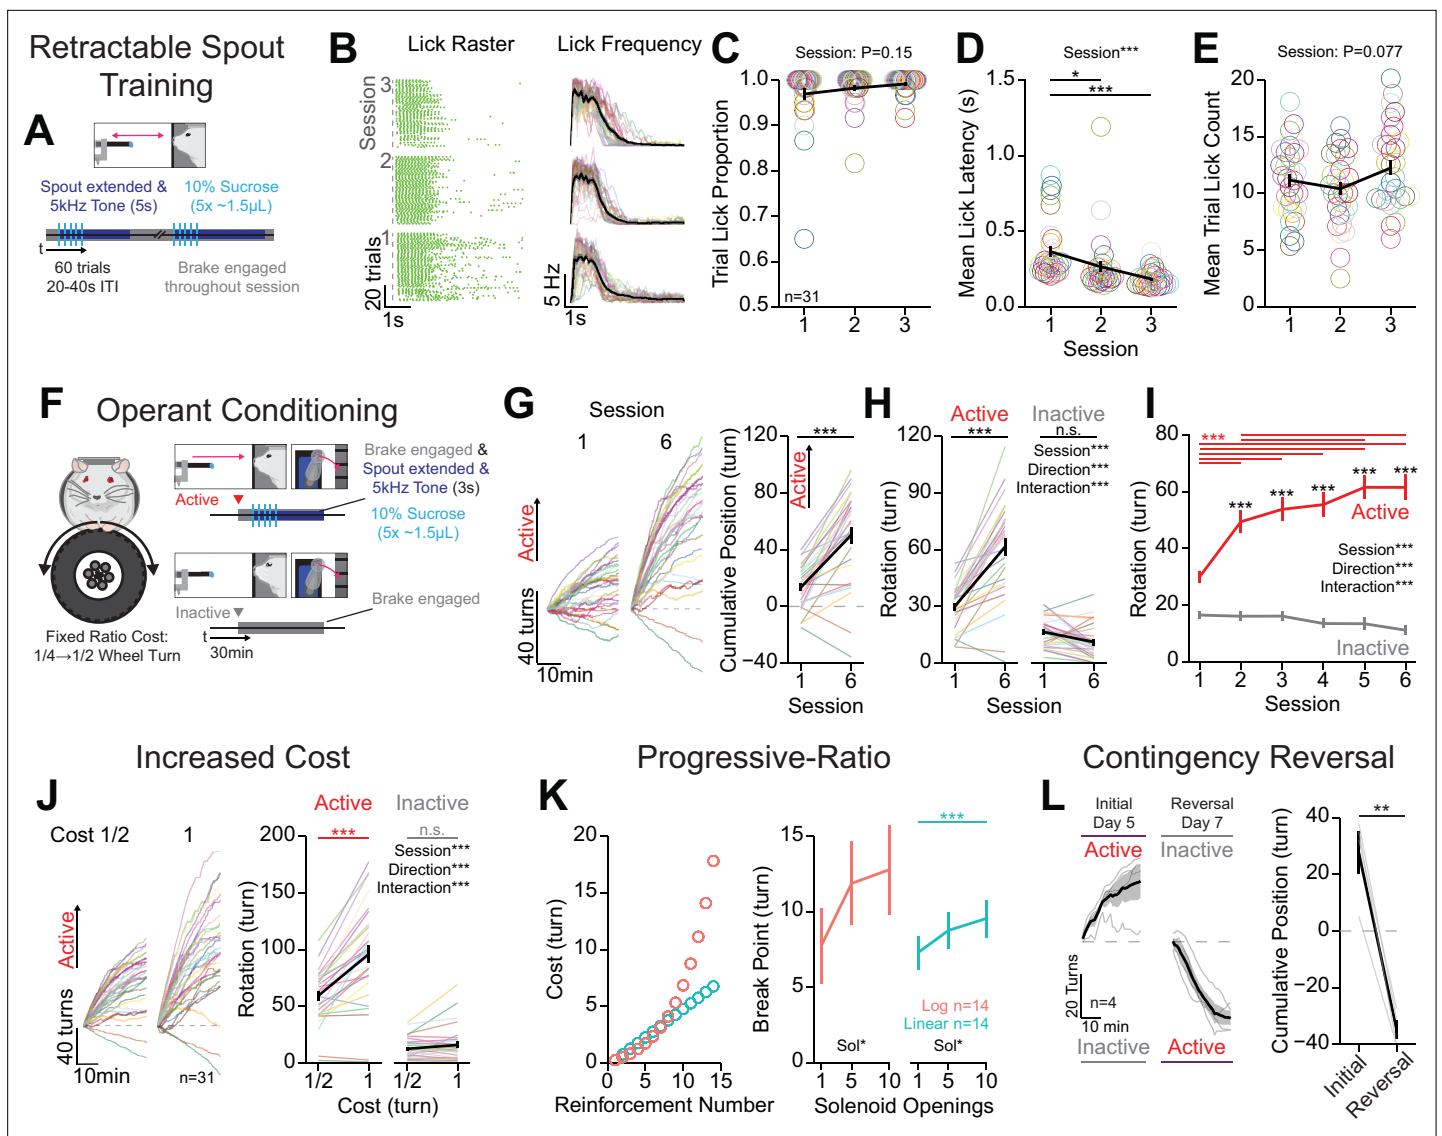 Retractable Spout
Training
A
Spout extended &
5kHz Tone (5s)
10% Sucrose
(5x ~1.5µL)
t
60 trials
20-40s ITI
Brake engaged
throughout session
B
Lick Raster
Lick Frequency
Session
3
2
1
20 trials
1s
5 Hz
1s
C
Session: P=0.15
Trial Lick Proportion
1.0
0.9
0.8
0.7
0.6
0.5
n=31
1 2 3
D
Session***
*
***
Mean Lick Latency (s)
1.5
1.0
0.5
0.0
1 2 3
Session
E
Session: P=0.077
Mean Trial Lick Count
20
15
10
5
0
1 2 3
F
Operant Conditioning
Brake engaged &
Spout extended &
5kHz Tone (3s)
Active
10% Sucrose
(5x ~1.5µL)
Inactive
Brake engaged
t
30min
Fixed Ratio Cost:
1/4→1/2 Wheel Turn
G
Session
1 6
Active
40 turns
10min
Cumulative Position (turn)
Active
***
120
80
40
0
−40
1 6
Session
H
Active Inactive
***
n.s.
Session***
Direction***
Interaction***
Rotation (turn)
120
90
60
30
0
1 6 1 6
Session
I
***
*** *** *** *** ***
Active
Session***
Direction***
Interaction***
Inactive
Rotation (turn)
80
60
40
20
0
1 2 3 4 5 6
Session
Increased Cost
J
Cost 1/2 1
Active
40 turns
10min
n=31
Active Inactive
***
n.s.
Session***
Direction***
Interaction***
Rotation (turn)
200
150
100
50
0
1/2 1 1/2 1
Cost (turn)
Progressive-Ratio
K
Cost (turn)
20
15
10
5
0
0 5 10 15
Reinforcement Number
Break Point (turn)
15
10
5
0
***
Log n=14
Linear n=14
Sol* Sol*
1 5 10 1 5 10
Solenoid Openings
Contingency Reversal
L
Initial
Day 5
Reversal
Day 7
Active
Inactive
20 Turns
n=4
10 min
Inactive
Active
Cumulative Position (turn)
**
40
20
0
−20
−40
Initial
Reversal